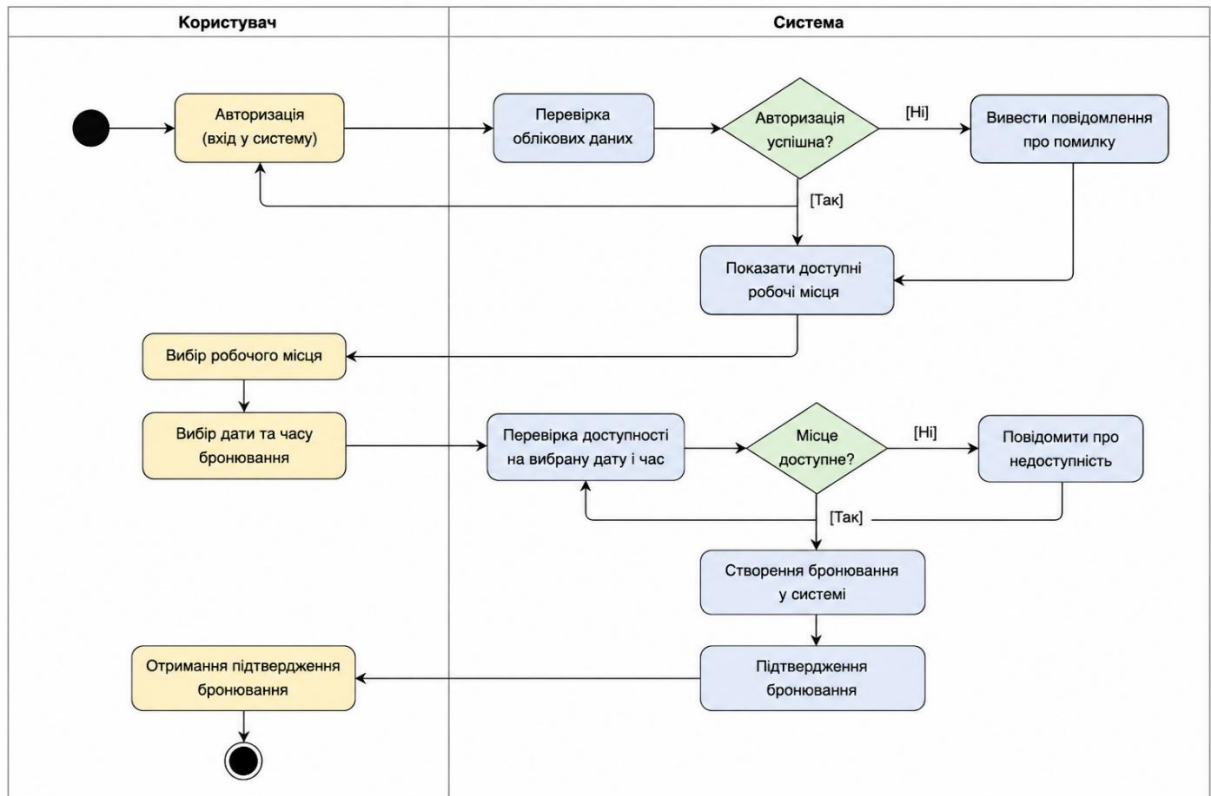 Користувач
Система
Авторизація
(вхід у систему)
Перевірка
облікових даних
Авторизація
успішна?
[Ні]
Вивести повідомлення
про помилку
[Так]
Показати доступні
робочі місця
Вибір робочого місця
Вибір дати та часу
бронювання
Перевірка доступності
на вибрану дату і час
Місце
доступне?
[Ні]
Повідомити про
недоступність
[Так]
Створення бронювання
у системі
Отримання підтвердження
бронювання
Підтвердження
бронювання